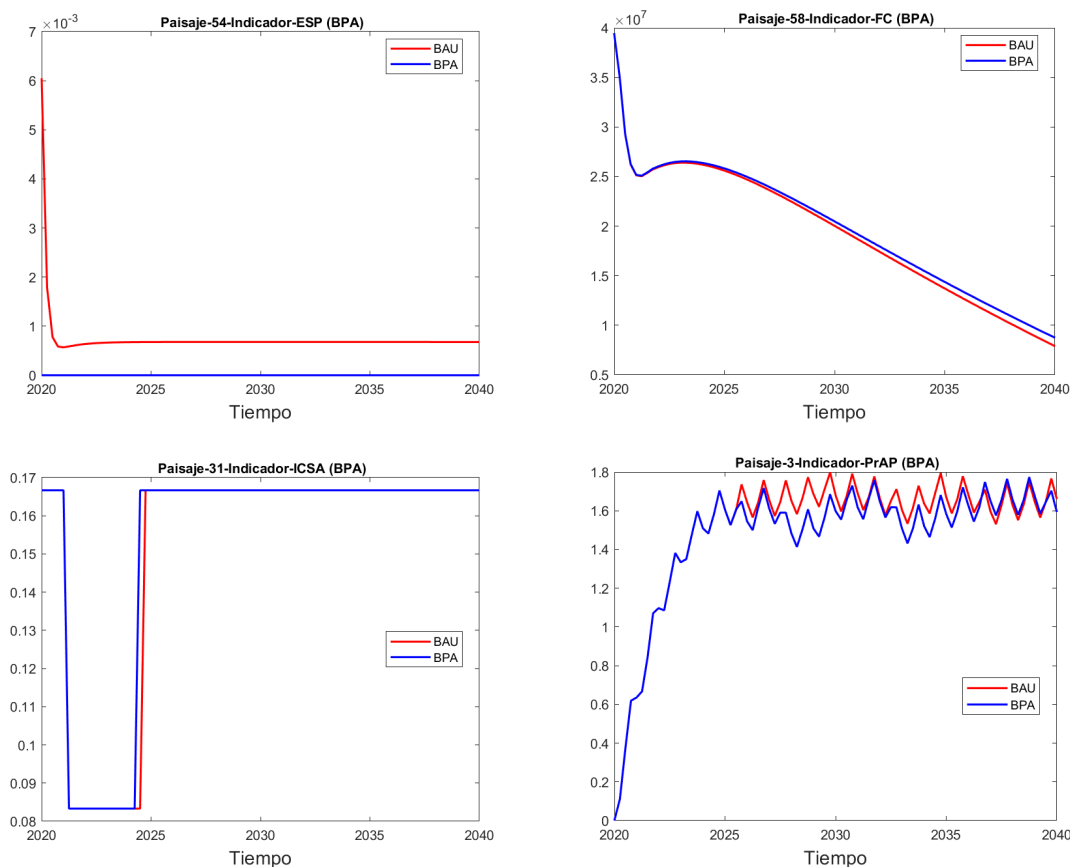 Paisaje-54-Indicador-ESP (BPA)
×10⁻³
7
6
5
4
3
2
1
0
2020 2025 2030 2035 2040
Tiempo
BAU
BPA
Paisaje-58-Indicador-FC (BPA)
×10⁷
4
3.5
3
2.5
2
1.5
1
0.5
2020 2025 2030 2035 2040
Tiempo
BAU
BPA
Paisaje-31-Indicador-ICSA (BPA)
0.17
0.16
0.15
0.14
0.13
0.12
0.11
0.1
0.09
0.08
2020 2025 2030 2035 2040
Tiempo
BAU
BPA
Paisaje-3-Indicador-PrAP (BPA)
1.8
1.6
1.4
1.2
1
0.8
0.6
0.4
0.2
0
2020 2025 2030 2035 2040
Tiempo
BAU
BPA